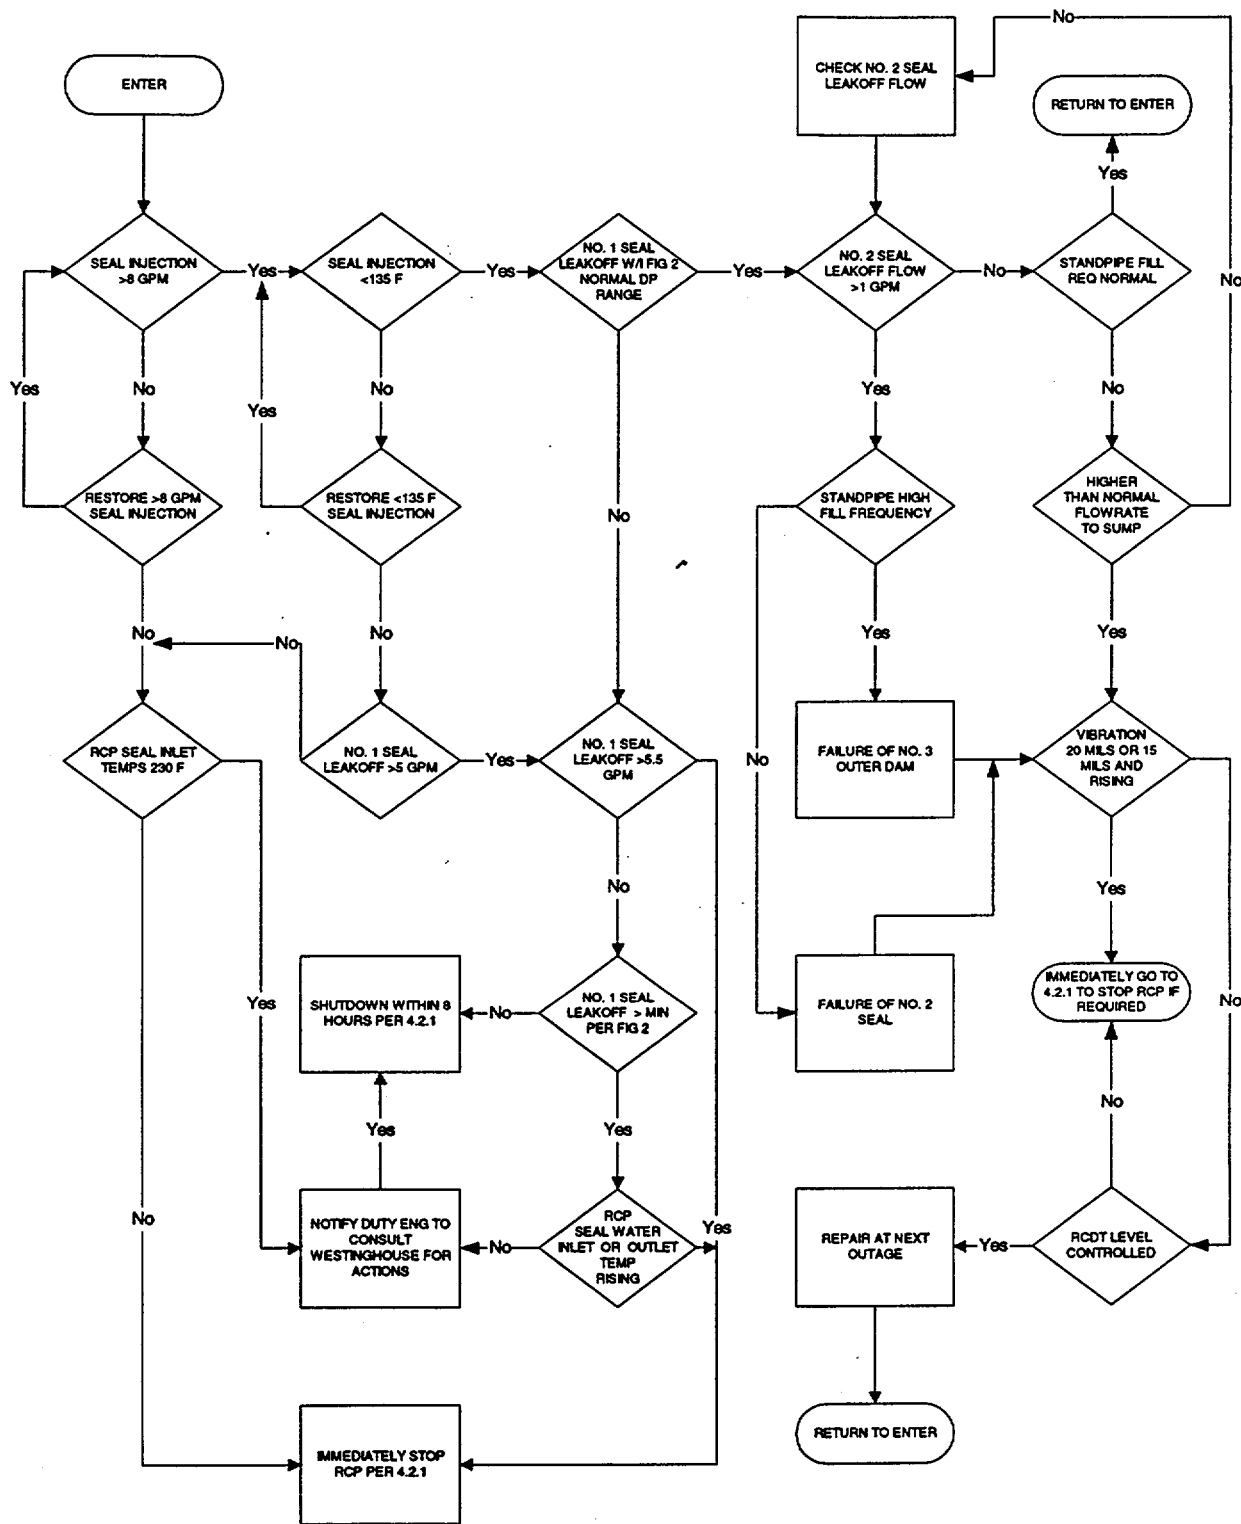 ENTER
CHECK NO. 2 SEAL
LEAKOFF FLOW
No
RETURN TO ENTER
Yes
SEAL INJECTION
>8 GPM
Yes
SEAL INJECTION
<135 F
Yes
NO. 1 SEAL
LEAKOFF W/I FIG 2
NORMAL DP
RANGE
Yes
NO. 2 SEAL
LEAKOFF FLOW
>1 GPM
No
STANDPIPE FILL
REQ NORMAL
No
Yes
No
Yes
No
Yes
No
RESTORE >8 GPM
SEAL INJECTION
RESTORE <135 F
SEAL INJECTION
No
STANDPIPE HIGH
FILL FREQUENCY
HIGHER
THAN NORMAL
FLOWRATE
TO SUMP
No
No
No
Yes
Yes
RCP SEAL INLET
TEMPS 230 F
NO. 1 SEAL
LEAKOFF >5 GPM
Yes
NO. 1 SEAL
LEAKOFF >5.5
GPM
No
FAILURE OF NO. 3
OUTER DAM
VIBRATION
20 MILS OR 15
MILS AND
RISING
No
Yes
Yes
SHUTDOWN WITHIN 8
HOURS PER 4.2.1
No
NO. 1 SEAL
LEAKOFF > MIN
PER FIG 2
FAILURE OF NO. 2
SEAL
IMMEDIATELY GO TO
4.2.1 TO STOP RCP IF
REQUIRED
No
Yes
Yes
No
No
NOTIFY DUTY ENG TO
CONSULT
WESTINGHOUSE FOR
ACTIONS
No
RCP
SEAL WATER
INLET OR OUTLET
TEMP
RISING
Yes
REPAIR AT NEXT
OUTAGE
Yes
RCDT LEVEL
CONTROLLED
IMMEDIATELY STOP
RCP PER 4.2.1
RETURN TO ENTER